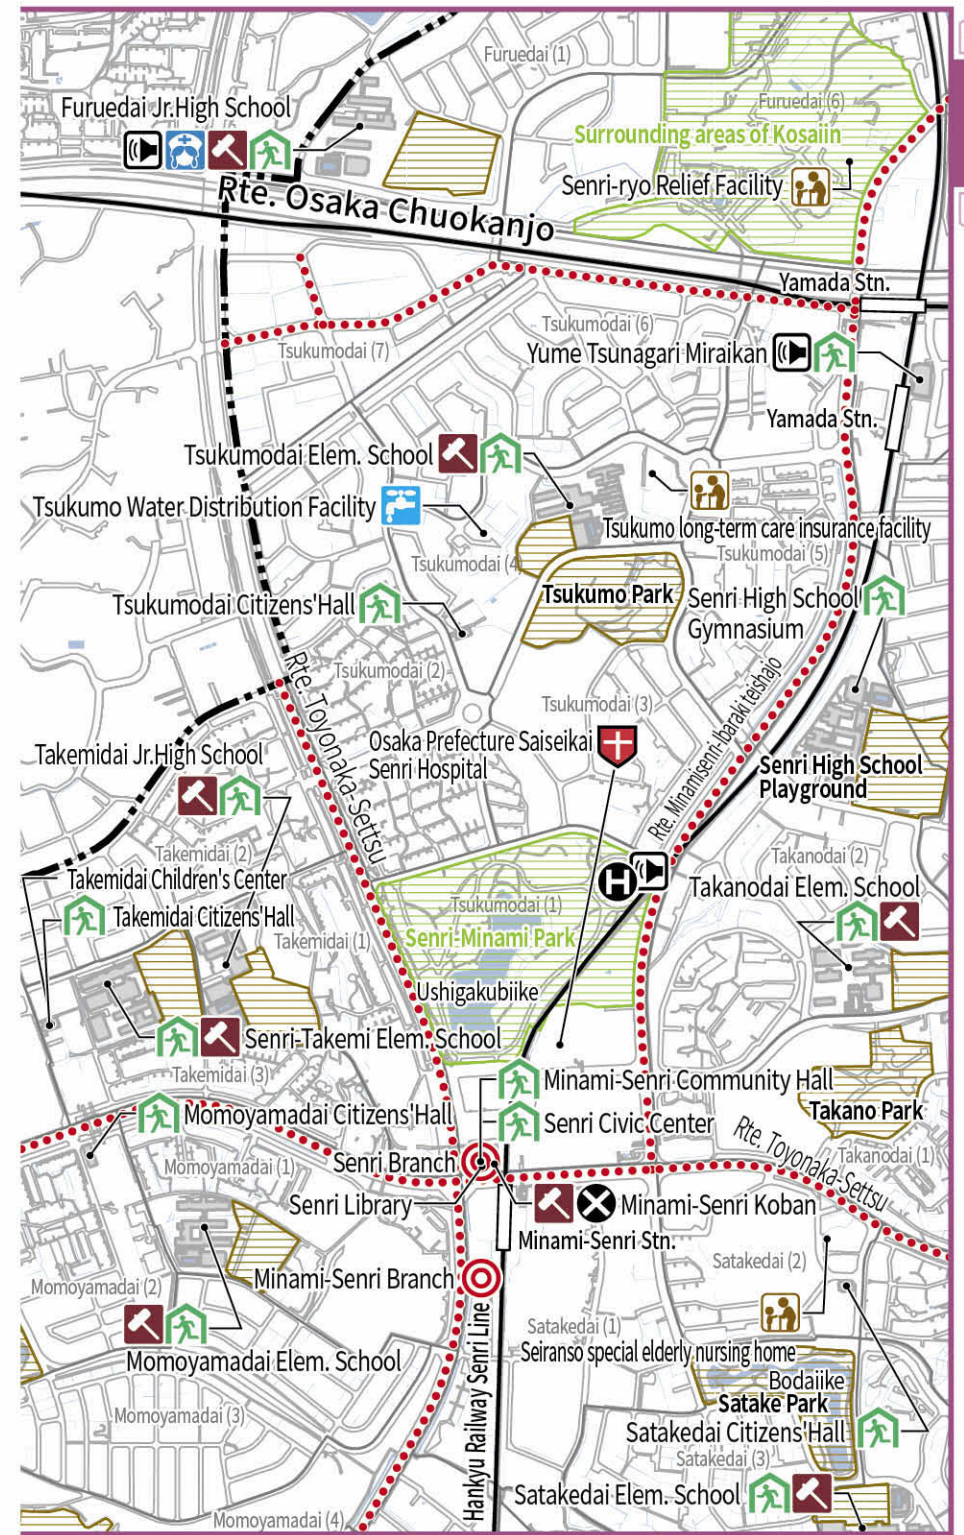 Furuedai (1)
Furuedai Jr.High School
Furuedai (6)
Surrounding areas of Kosaiin
Senri-ryo Relief Facility
Rte. Osaka Chuokanjo
Yamada Stn.
Tsukumodai (6)
Tsukumodai (7)
Yume Tsunagari Miraikan
Yamada Stn.
Tsukumodai Elem. School
Tsukumo Water Distribution Facility
Tsukumo long-term care insurance facility
Tsukumodai (5)
Tsukumodai (4)
Tsukumo Park
Senri High School
Gymnasium
Tsukumodai Citizens'Hall
Tsukumodai (2)
Rte. Toyonaka-Settsu
Tsukumodai (3)
Rte. Minamisenri-Ibaraki teishajo
Osaka Prefecture Saiseikai
Senri Hospital
Takemidai Jr.High School
Senri High School
Playground
Takemidai (2)
Takanodai (2)
Takemidai Children's Center
H
Takanodai Elem. School
Tsukumodai (1)
Takemidai Citizens'Hall
Takemidai (1)
Senri-Minami Park
Ushigakubiike
Senri-Takemi Elem. School
Takemidai (3)
Minami-Senri Community Hall
Momoyamadai Citizens'Hall
Senri Civic Center
Takano Park
Rte. Toyonaka-Settsu
Takanodai (1)
Senri Branch
Momoyamadai (1)
Senri Library
Minami-Senri Koban
Minami-Senri Stn.
Satakedai (2)
Minami-Senri Branch
Momoyamadai (2)
Hankyu Railway Senri Line
Satakedai (1)
Seiranso special elderly nursing home
Momoyamadai Elem. School
Bodaiike
Satake Park
Momoyamadai (3)
Satakedai Citizens'Hall
Satakedai (3)
Satakedai Elem. School
Momoyamadai (4)